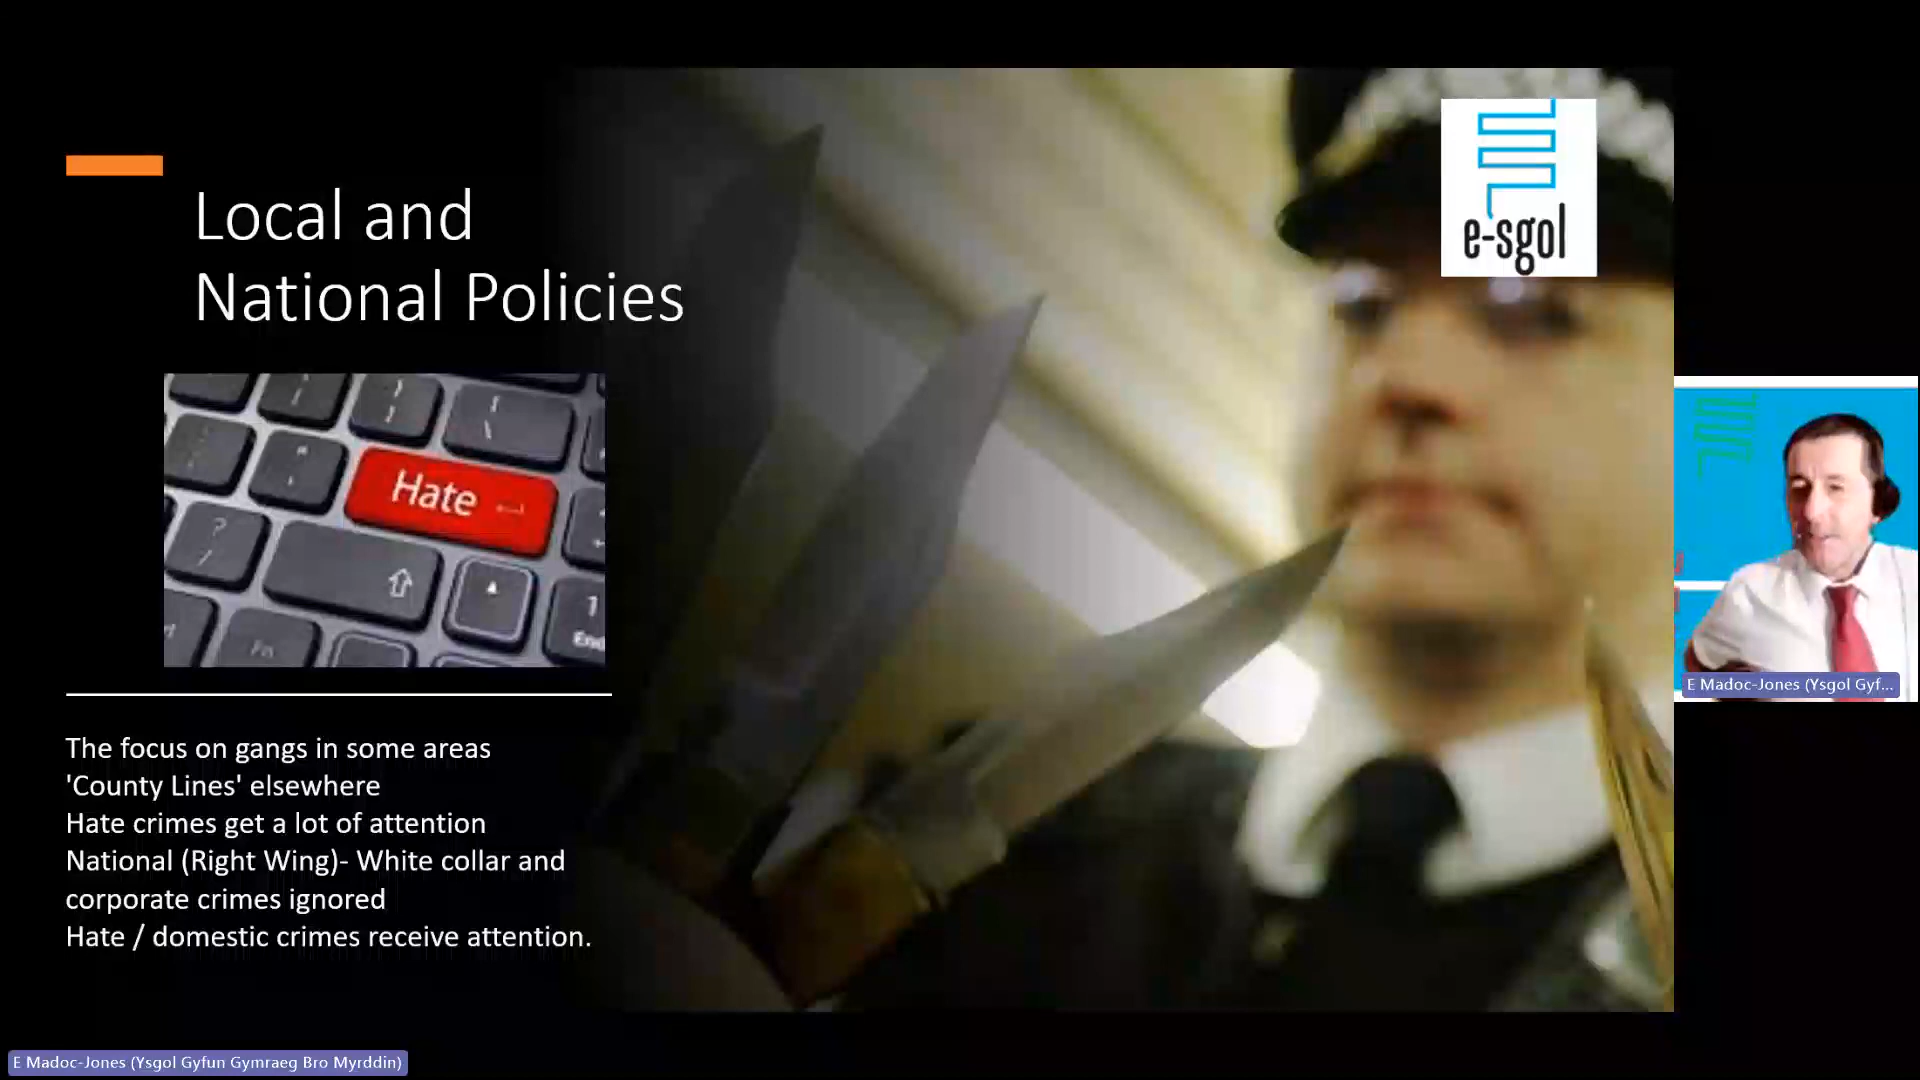 Local and
National Policies
e-sgol
Hate
End
The focus on gangs in some areas
'County Lines' elsewhere
Hate crimes get a lot of attention
National (Right Wing)- White collar and
corporate crimes ignored
Hate / domestic crimes receive attention.
E Madoc-Jones (Ysgol Gyf...
E Madoc-Jones (Ysgol Gyfun Gymraeg Bro Myrddin)